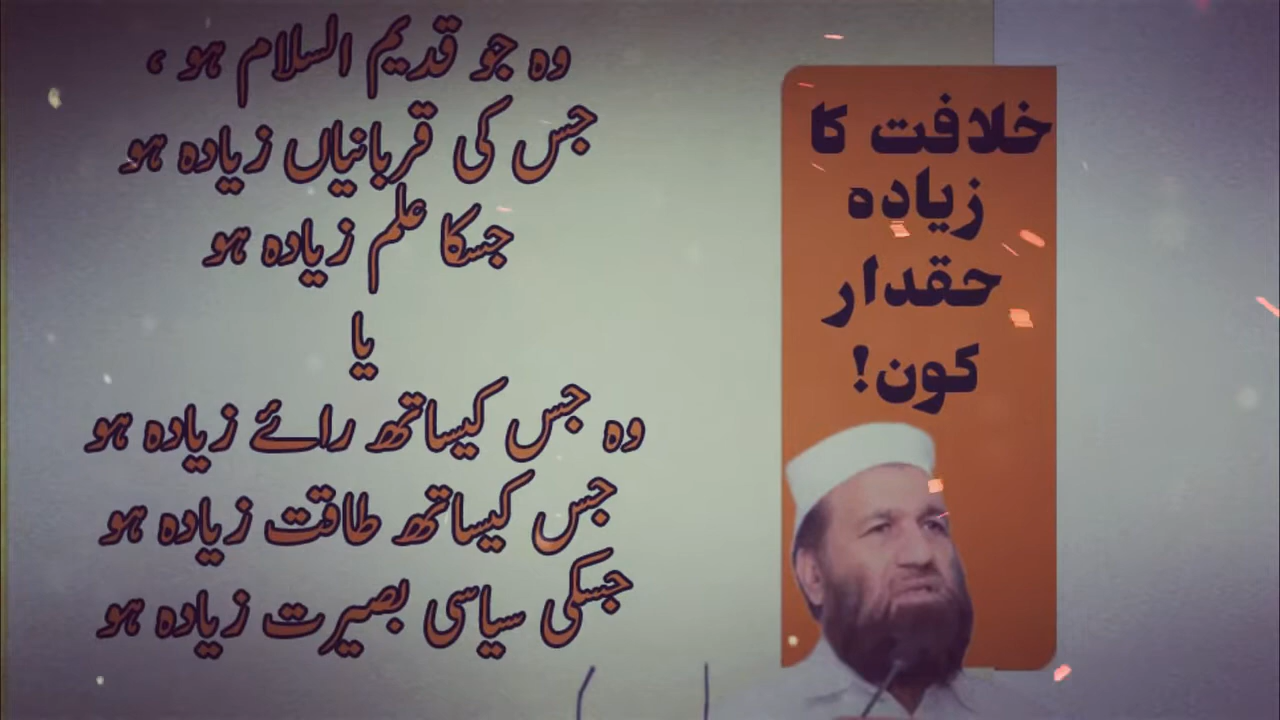 خلافت کا
زیادہ
حقدار
کون!
وہ جو قدیم السلام ہو ،
جس کی قربانیاں زیادہ ہو
جسکا علم زیادہ ہو
یا
وہ جس کیساتھ رائے زیادہ ہو
جس کیساتھ طاقت زیادہ ہو
جسکی سیاسی بصیرت زیادہ ہو